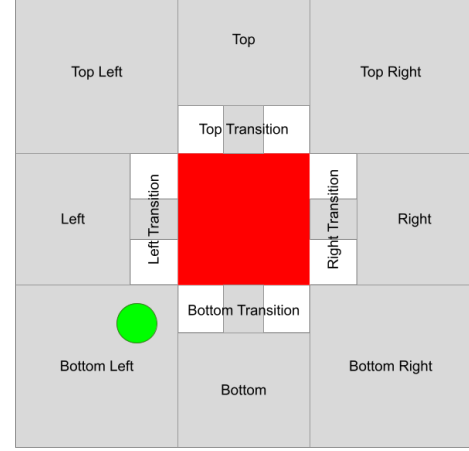 Top
Top Left
Top Right
Top Transition
Left
Left Transition
Right Transition
Right
Bottom Transition
Bottom Left
Bottom Right
Bottom